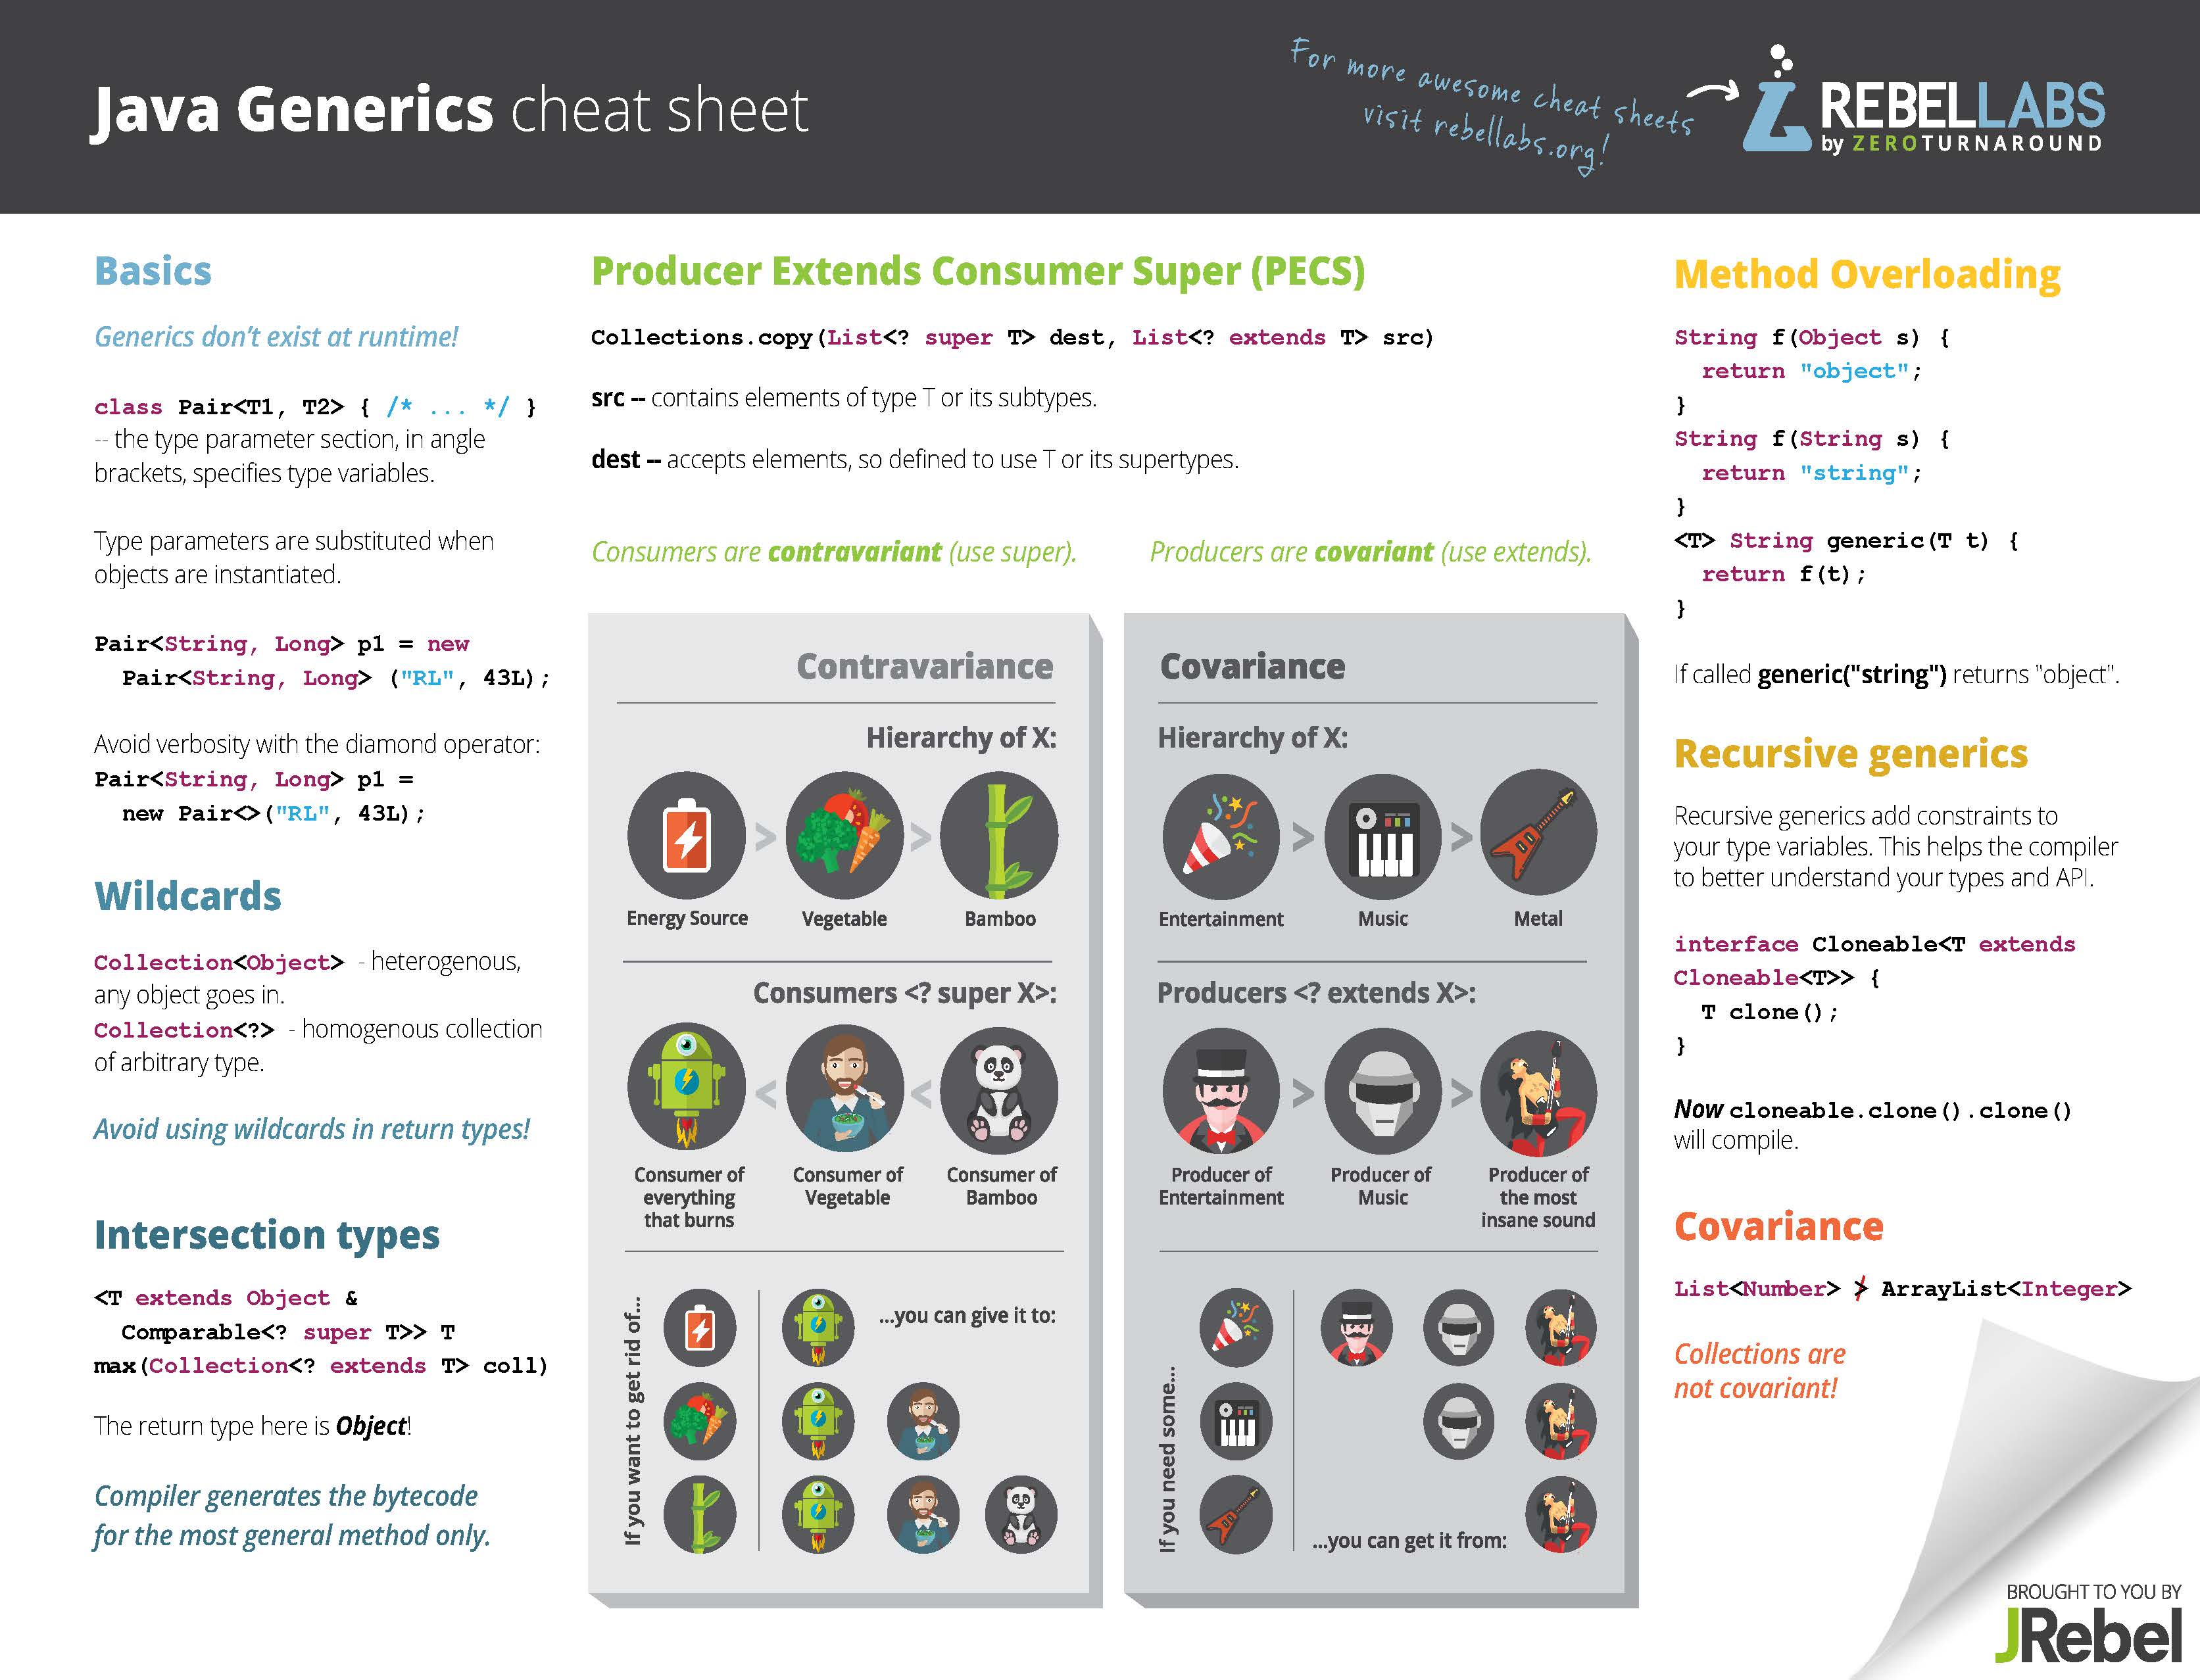 Java Generics cheat sheet
For more awesome cheat sheets
visit rebellabs.org!
REBELLABS
by ZEROTURNAROUND
Basics
Generics don't exist at runtime!
class Pair<T1, T2> { /* ... */ }
-- the type parameter section, in angle
brackets, specifies type variables.
Type parameters are substituted when
objects are instantiated.
Pair<String, Long> p1 = new
Pair<String, Long> ("RL", 43L);
Avoid verbosity with the diamond operator:
Pair<String, Long> p1 =
new Pair<>("RL", 43L);
Wildcards
Collection<Object> - heterogenous,
any object goes in.
Collection<?> - homogenous collection
of arbitrary type.
Avoid using wildcards in return types!
Intersection types
<T extends Object &
Comparable<? super T>> T
max(Collection<? extends T> coll)
The return type here is Object!
Compiler generates the bytecode
for the most general method only.
Producer Extends Consumer Super (PECS)
Collections.copy(List<? super T> dest, List<? extends T> src)
src -- contains elements of type T or its subtypes.
dest -- accepts elements, so defined to use T or its supertypes.
Consumers are contravariant (use super).
Producers are covariant (use extends).
Contravariance
Hierarchy of X:
> >
Energy Source Vegetable Bamboo
Consumers <? super X>:
< <
Consumer of
everything
that burns
Consumer of
Vegetable
Consumer of
Bamboo
If you want to get rid of...
...you can give it to:
Covariance
Hierarchy of X:
> >
Entertainment Music Metal
Producers <? extends X>:
> >
Producer of
Entertainment
Producer of
Music
Producer of
the most
insane sound
If you need some...
...you can get it from:
Method Overloading
String f(Object s) {
return "object";
}
String f(String s) {
return "string";
}
<T> String generic(T t) {
return f(t);
}
If called generic("string") returns "object".
Recursive generics
Recursive generics add constraints to
your type variables. This helps the compiler
to better understand your types and API.
interface Cloneable<T extends
Cloneable<T>> {
T clone();
}
Now cloneable.clone().clone()
will compile.
Covariance
List<Number> ≯ ArrayList<Integer>
Collections are
not covariant!
BROUGHT TO YOU BY
JRebel